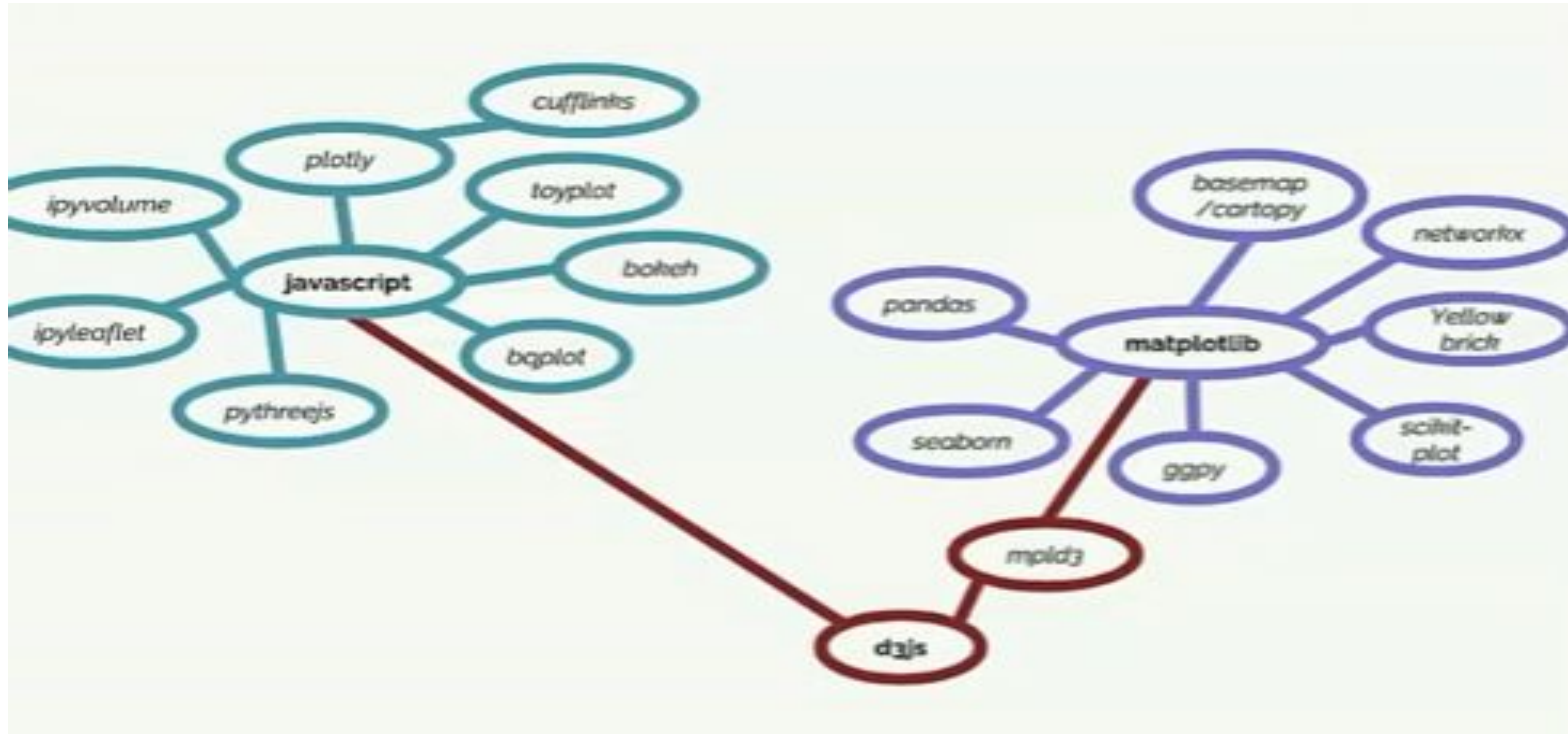 cufflinks
plotly
toyplot
ipyvolume
bokeh
javascript
ipyleaflet
bqplot
pythreejs
basemap
/cartopy
networkx
pandas
Yellow
brick
matplotlib
seaborn
scikit-
plot
ggpy
mpld3
d3js